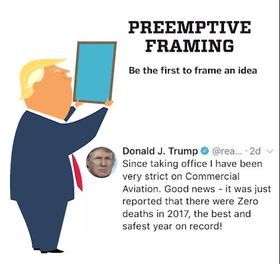 PREEMPTIVE
FRAMING
Be the first to frame an idea
Donald J. Trump @rea... · 2d
Since taking office I have been
very strict on Commercial
Aviation. Good news - it was just
reported that there were Zero
deaths in 2017, the best and
safest year on record!